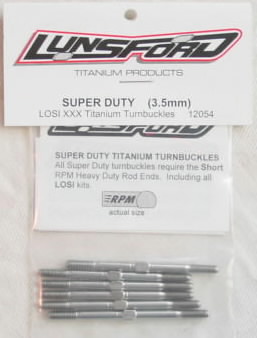 LUNSFORD
TITANIUM PRODUCTS
SUPER DUTY (3.5mm)
LOSI XXX Titanium Turnbuckles 12054
SUPER DUTY TITANIUM TURNBUCKLES
All Super Duty turnbuckles require the Short
RPM Heavy Duty Rod Ends. Including all
LOSI kits.
RPM
actual size